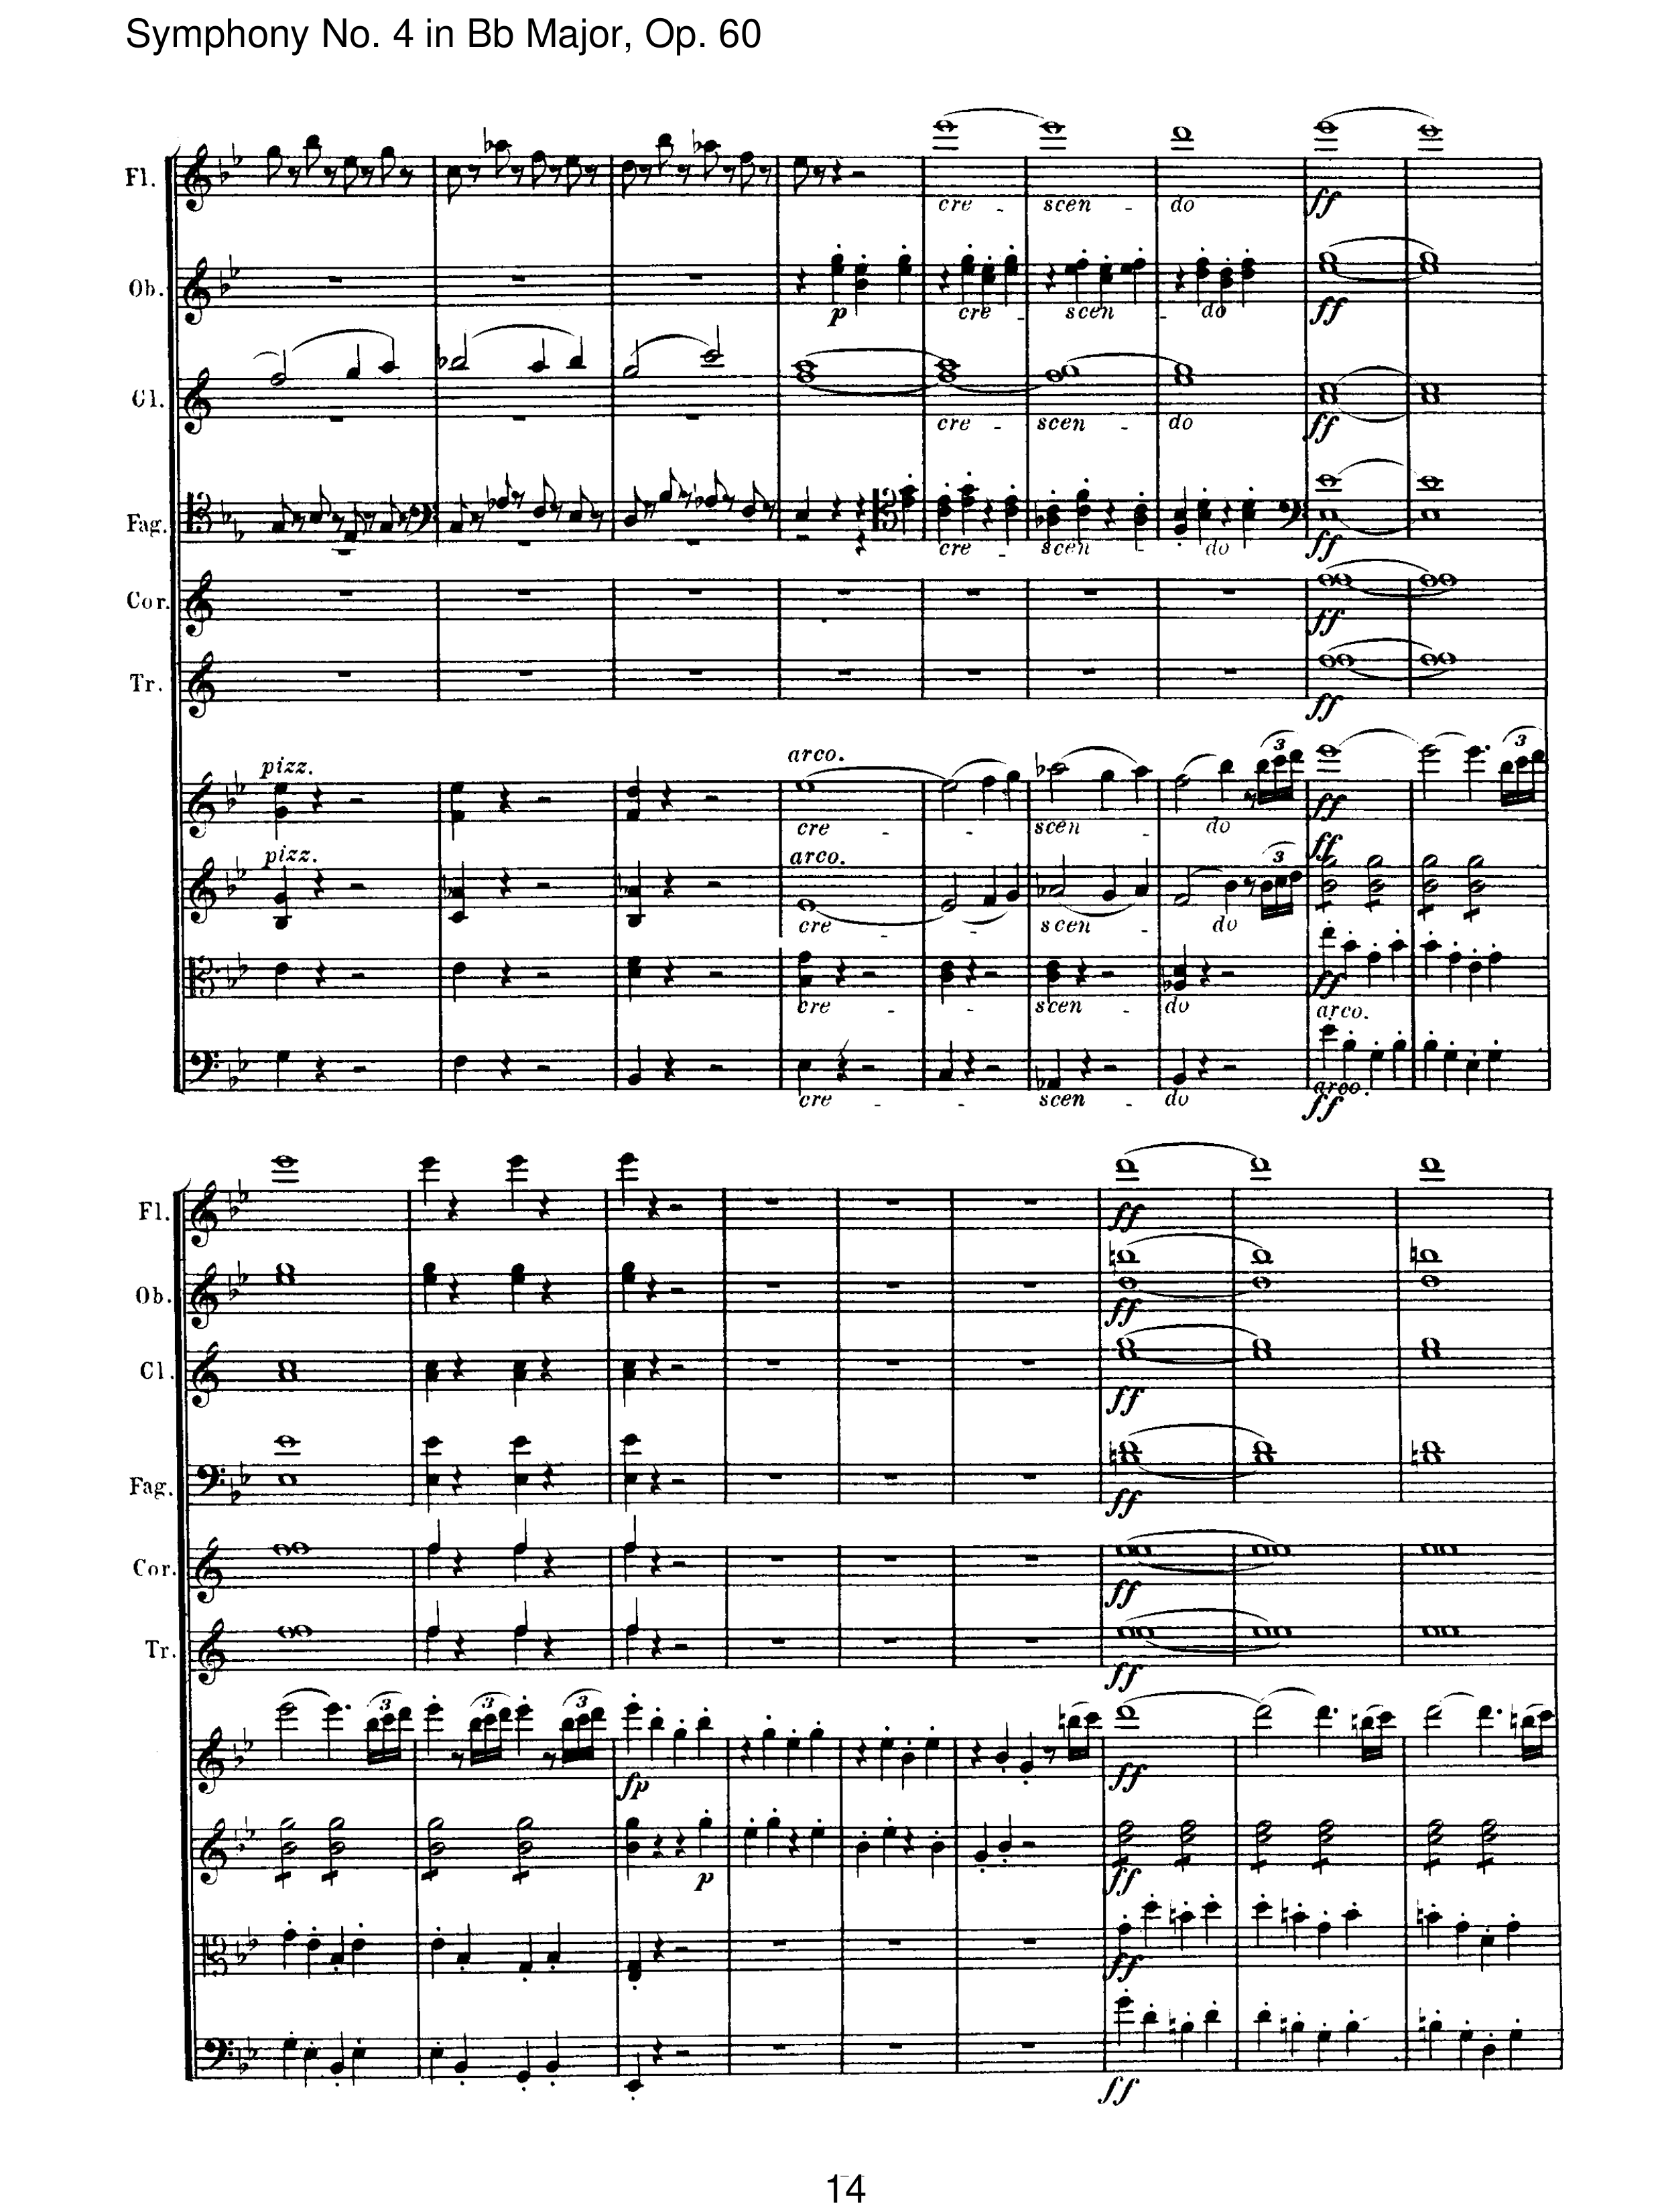 Symphony No. 4 in Bb Major, Op. 60
Fl.
cre - scen - do ff
Ob.
p cre - scen - do ff
Cl.
cre - scen - do ff
Fag.
cre - scen - do ff
Cor.
ff
Tr.
ff
pizz. arco.
3 3
cre - scen - do ff
pizz. arco. ff
3
cre - scen - do
cre - scen - do ff
arco.
cre - scen - do arco. ff
Fl.
ff
Ob.
ff
Cl.
ff
Fag.
ff
Cor.
ff
Tr.
ff
3 3 3
fp ff
p ff
ff
ff
14